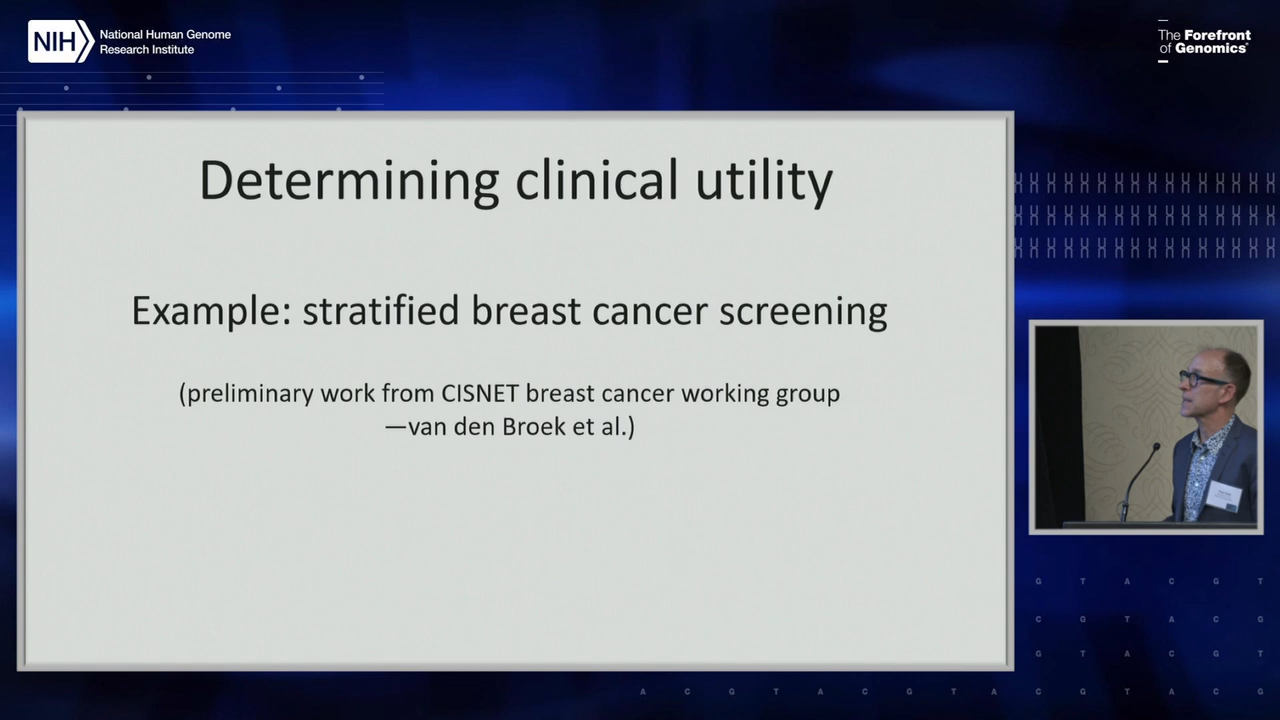 NIH
National Human Genome
Research Institute
The Forefront
of Genomics®
Determining clinical utility
Example: stratified breast cancer screening
(preliminary work from CISNET breast cancer working group
—van den Broek et al.)
G T A C G T
C G T A C G
G T A C G T
A C G T A C G T A C G T A C G